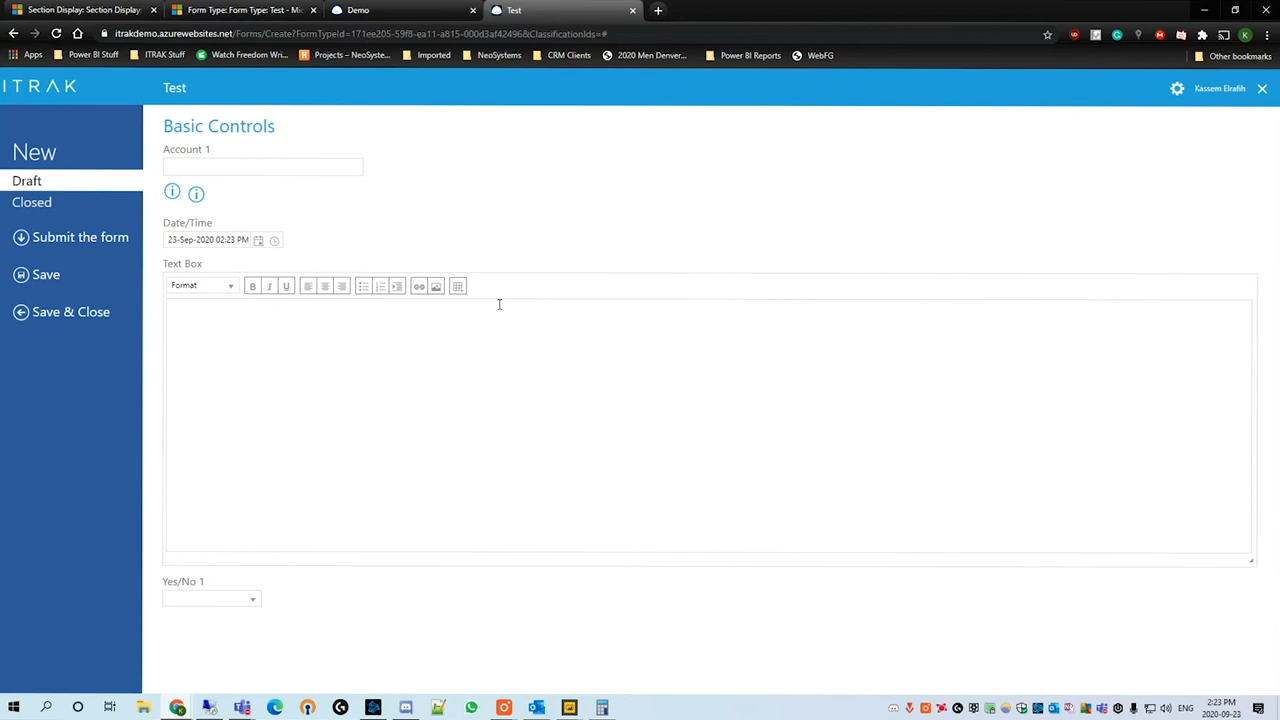 Section Display: Section Display:
Form Type: Form Type: Test - Mic
Demo
Test
itrakdemo.azurewebsites.net/Forms/Create?FormTypeId=171ee205-59f8-ea11-a815-000d3af42496&ClassificationIds=#
Apps
Power BI Stuff
ITRAK Stuff
Watch Freedom Wri...
Projects – NeoSyste...
Imported
NeoSystems
CRM Clients
2020 Men Denver...
Power BI Reports
WebFG
Other bookmarks
ITRAK
Test
Kassem Elrafih
New
Draft
Closed
Submit the form
Save
Save & Close
Basic Controls
Account 1
Date/Time
23-Sep-2020 02:23 PM
Text Box
Format
B I U
Yes/No 1
ENG
2:23 PM
2020-09-23